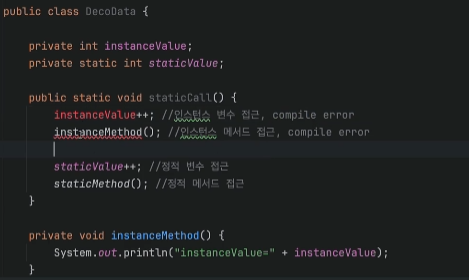 public class DecoData {
private int instanceValue;
private static int staticValue;
public static void staticCall() {
instanceValue++; //인스턴스 변수 접근, compile error
instanceMethod(); //인스턴스 메서드 접근, compile error
staticValue++; //정적 변수 접근
staticMethod(); //정적 메서드 접근
}
private void instanceMethod() {
System.out.println("instanceValue=" + instanceValue);
}